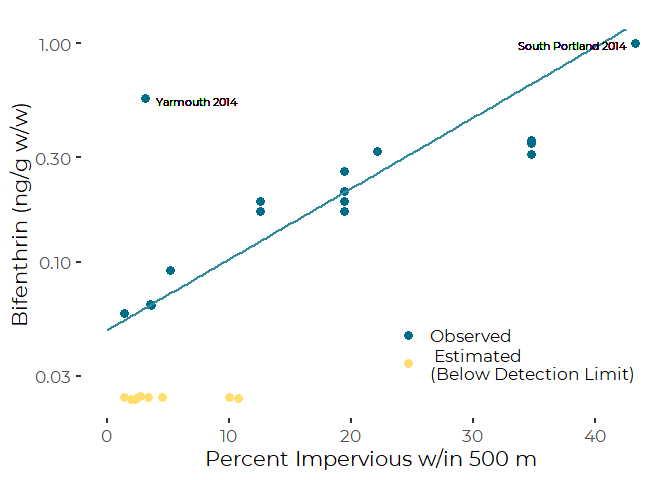 1.00
South Portland 2014
Yarmouth 2014
0.30
Bifenthrin (ng/g w/w)
0.10
Observed
Estimated
(Below Detection Limit)
0.03
0 10 20 30 40
Percent Impervious w/in 500 m